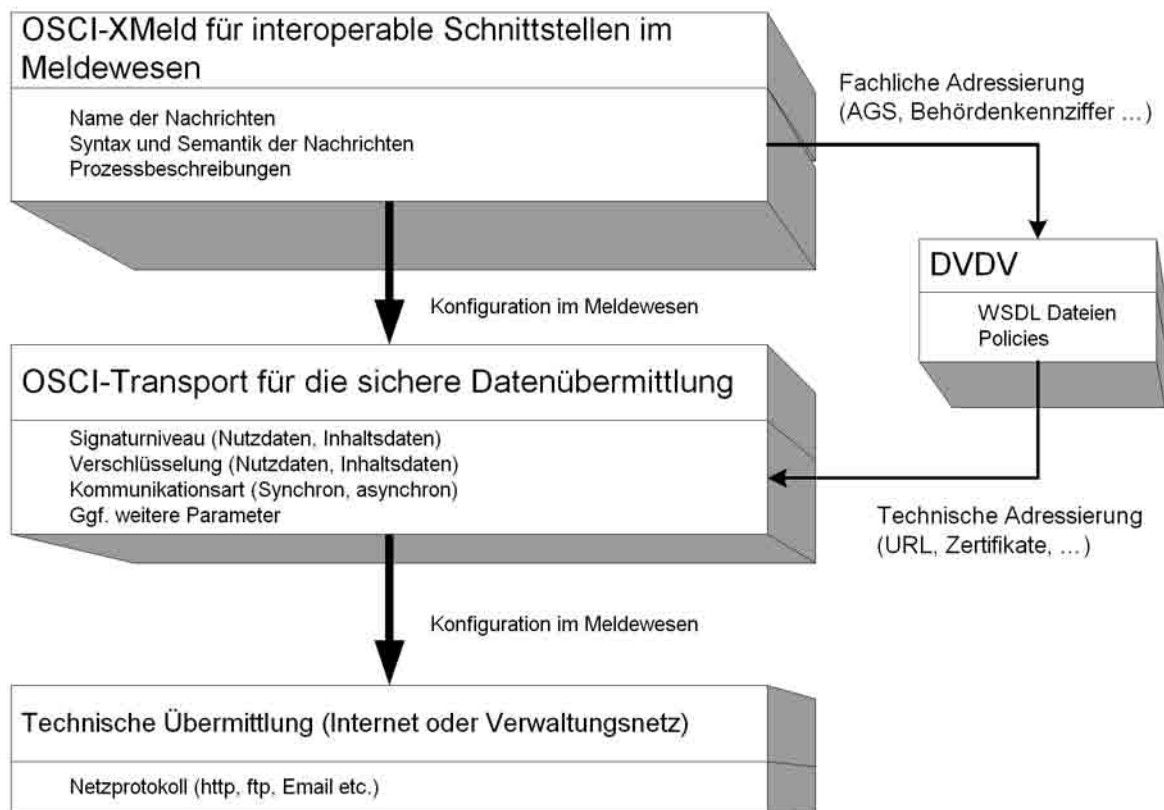 OSCI-XMeld für interoperable Schnittstellen im
Meldewesen
Name der Nachrichten
Syntax und Semantik der Nachrichten
Prozessbeschreibungen
Fachliche Adressierung
(AGS, Behördenkennziffer ...)
DVDV
WSDL Dateien
Policies
Konfiguration im Meldewesen
OSCI-Transport für die sichere Datenübermittlung
Signaturniveau (Nutzdaten, Inhaltsdaten)
Verschlüsselung (Nutzdaten, Inhaltsdaten)
Kommunikationsart (Synchron, asynchron)
Ggf. weitere Parameter
Technische Adressierung
(URL, Zertifikate, ...)
Konfiguration im Meldewesen
Technische Übermittlung (Internet oder Verwaltungsnetz)
Netzprotokoll (http, ftp, Email etc.)